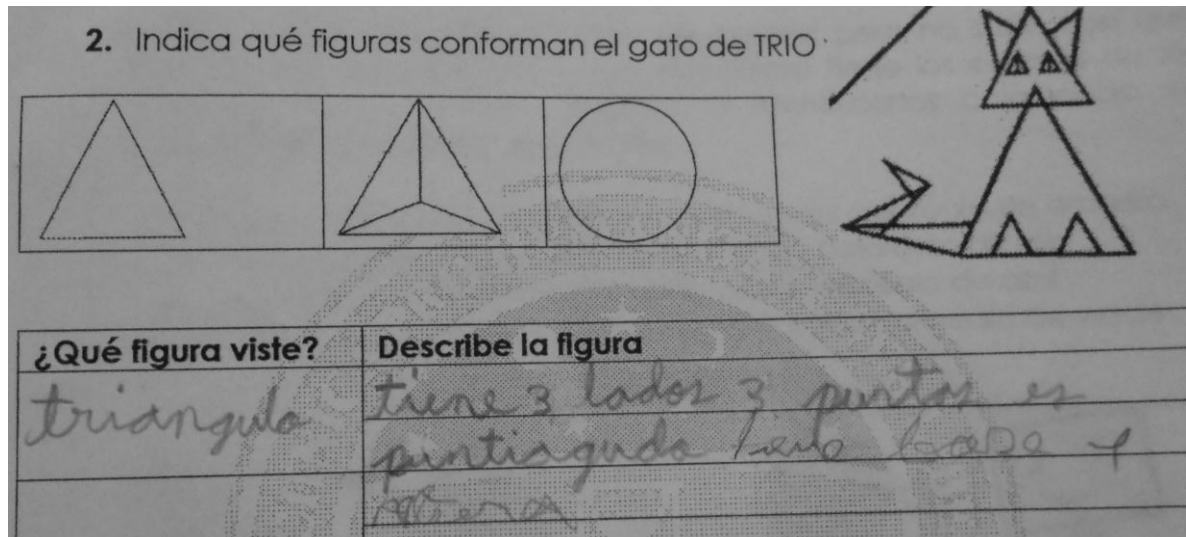 2. Indica qué figuras conforman el gato de TRIO
¿Qué figura viste? Describe la figura
triangulo tiene 3 lados 3 puntas es
puntiaguda tiene base y